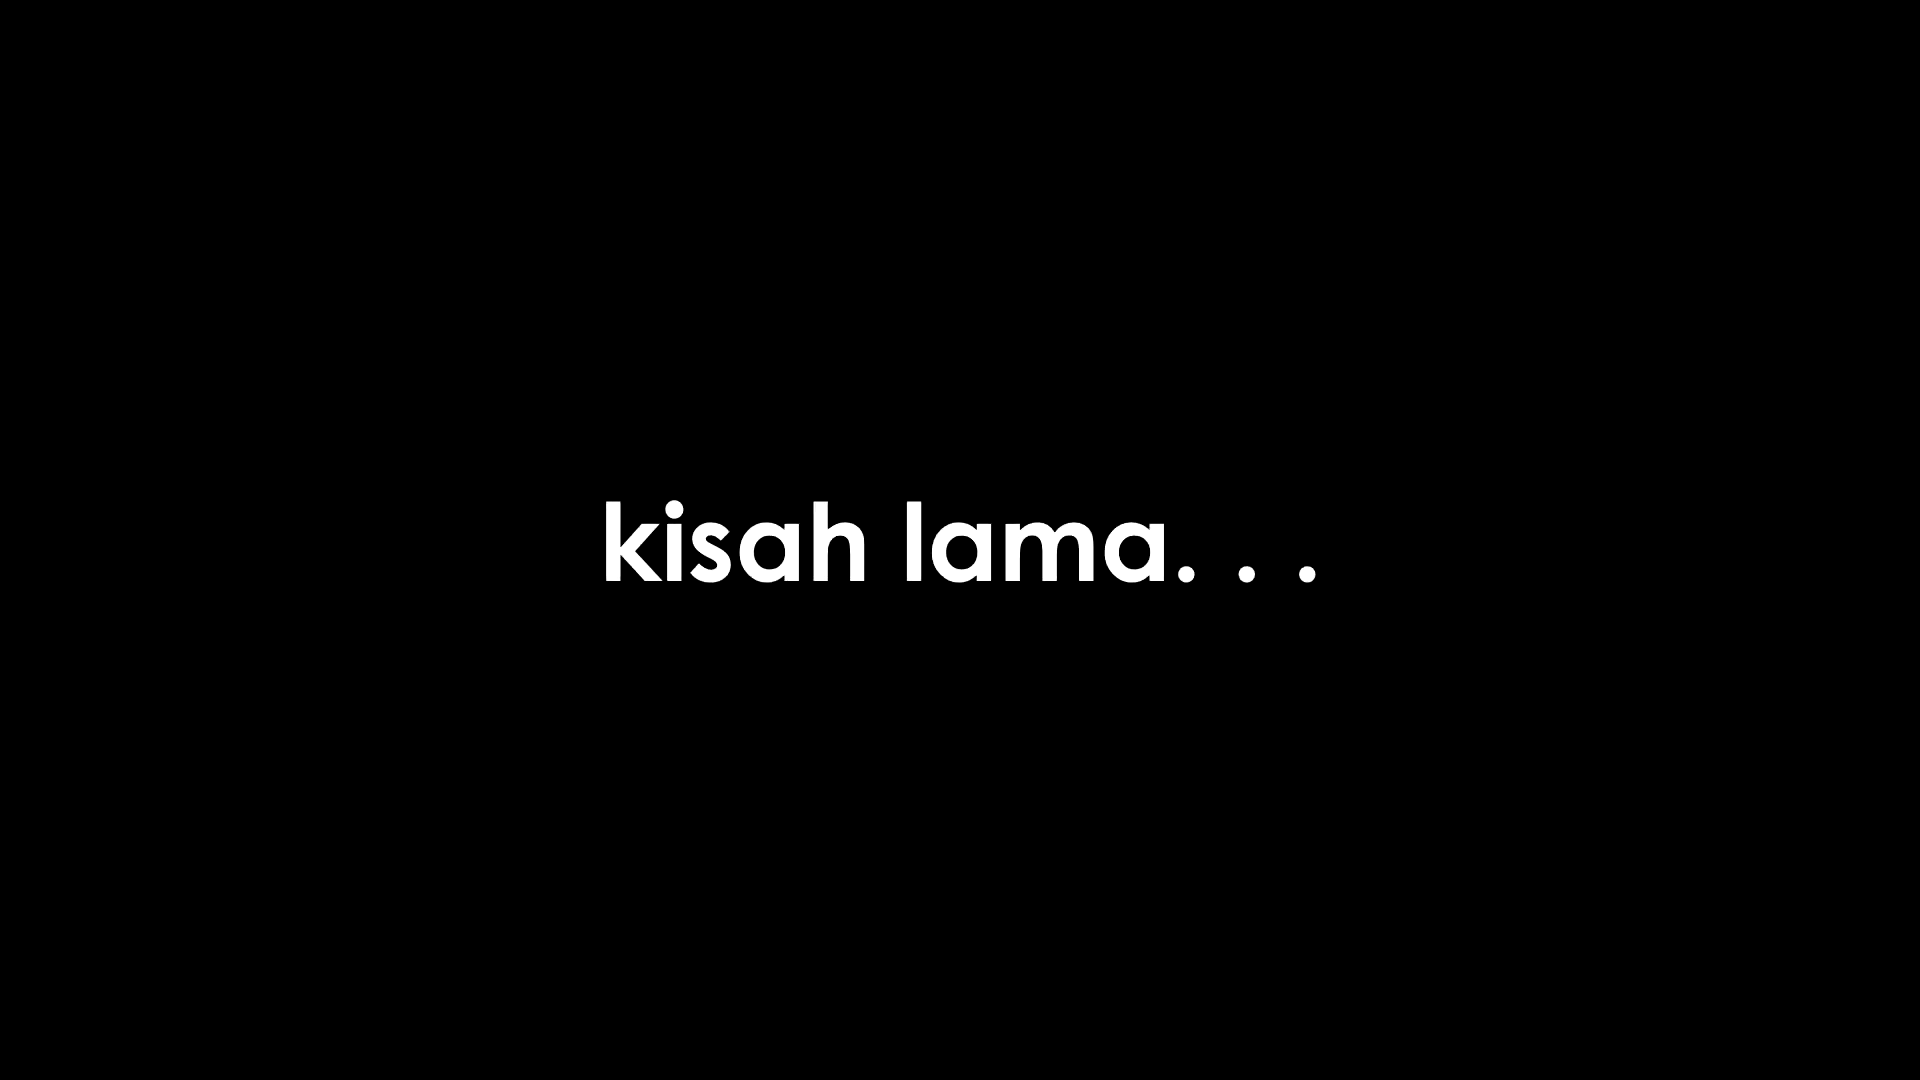 kisah lama. . .